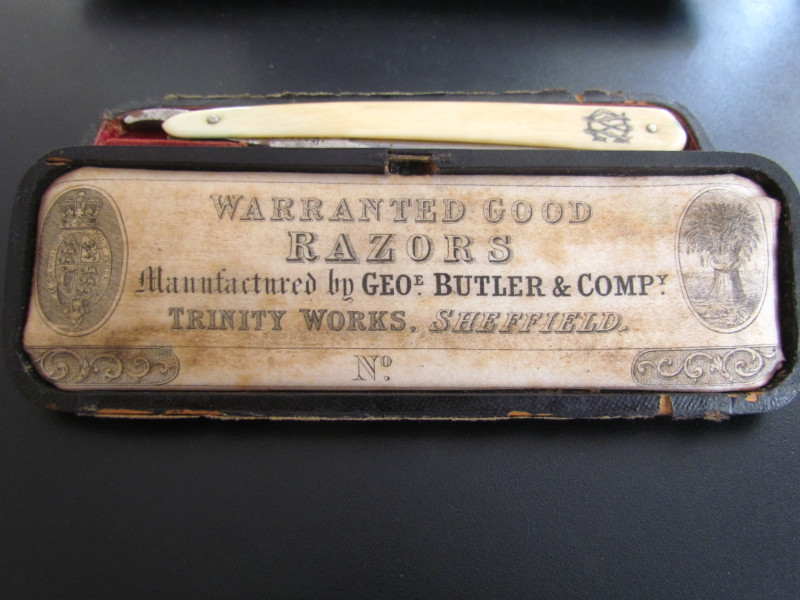 WARRANTED GOOD
RAZORS
Manufactured by GEOE. BUTLER & COMPY.
TRINITY WORKS, SHEFFIELD.
No.